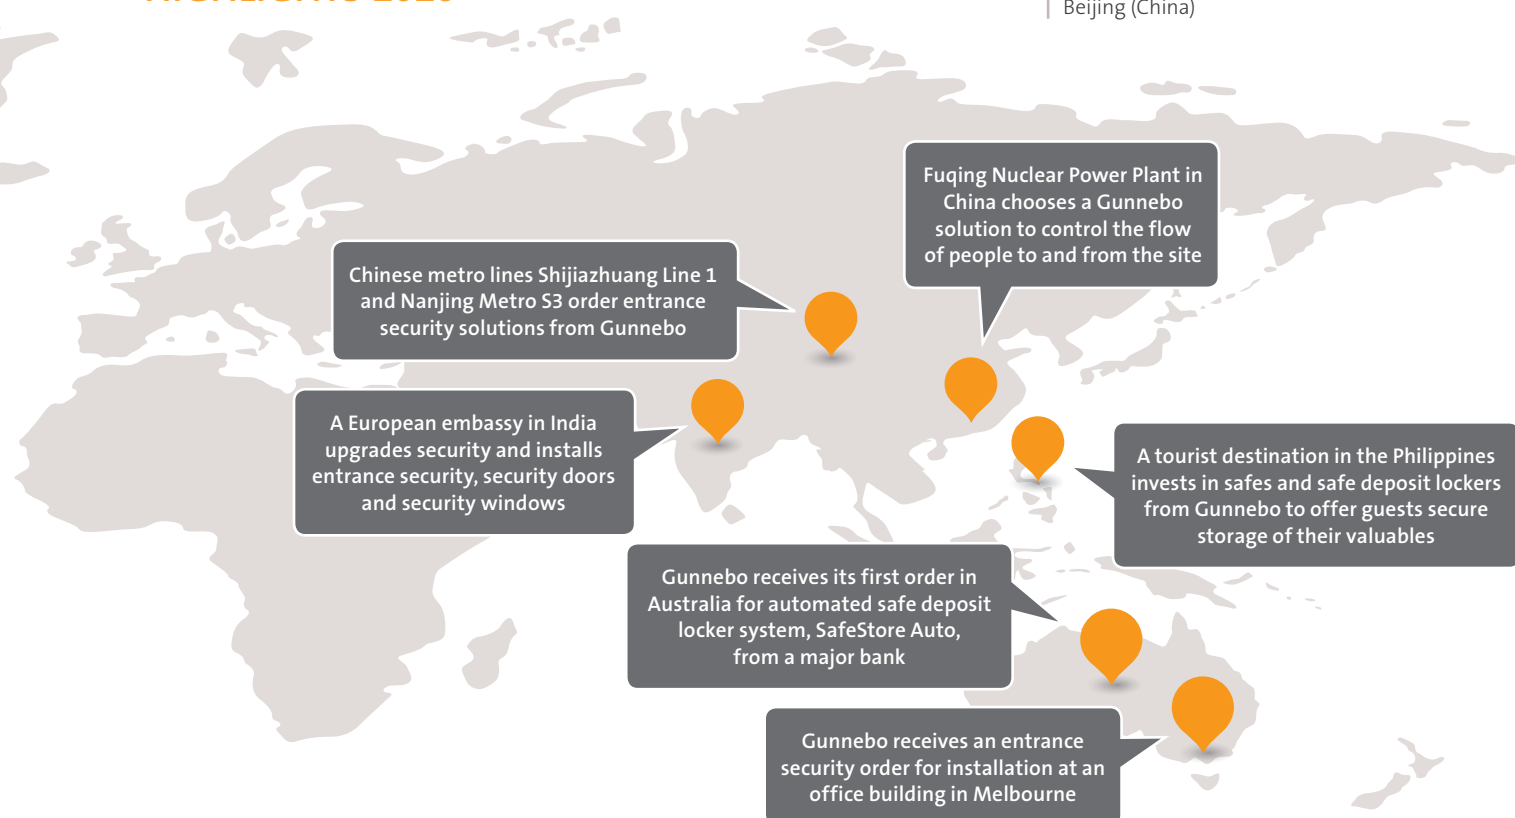 Beijing (China)
Fuqing Nuclear Power Plant in
China chooses a Gunnebo
solution to control the flow
of people to and from the site
Chinese metro lines Shijiazhuang Line 1
and Nanjing Metro S3 order entrance
security solutions from Gunnebo
A European embassy in India
upgrades security and installs
entrance security, security doors
and security windows
A tourist destination in the Philippines
invests in safes and safe deposit lockers
from Gunnebo to offer guests secure
storage of their valuables
Gunnebo receives its first order in
Australia for automated safe deposit
locker system, SafeStore Auto,
from a major bank
Gunnebo receives an entrance
security order for installation at an
office building in Melbourne